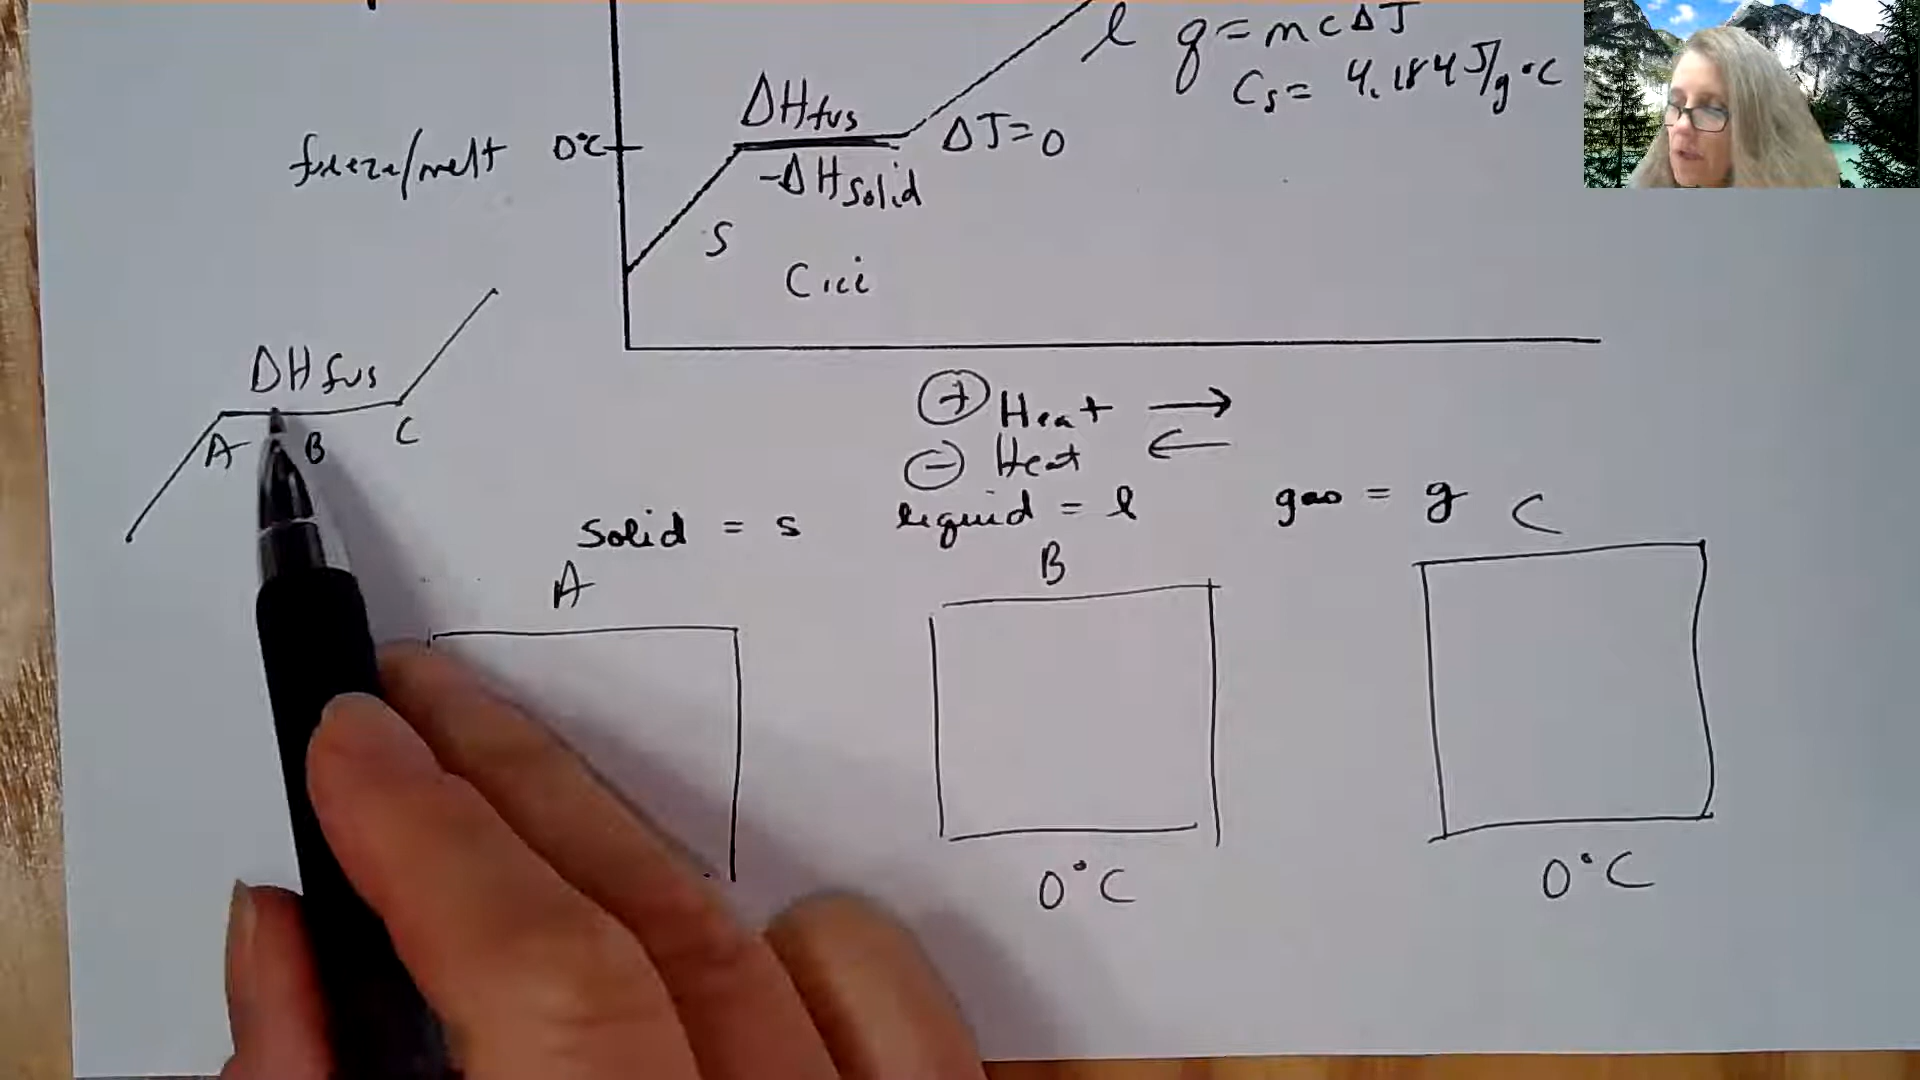 l q = mcΔT
Cs = 4.184 J/g°C
ΔHfus
freeze/melt 0°C ΔT=0
-ΔHsolid
s
Cice
ΔHfus
A B C
+ Heat →
- Heat ←
solid = s liquid = l gas = g
A B C
0°C 0°C